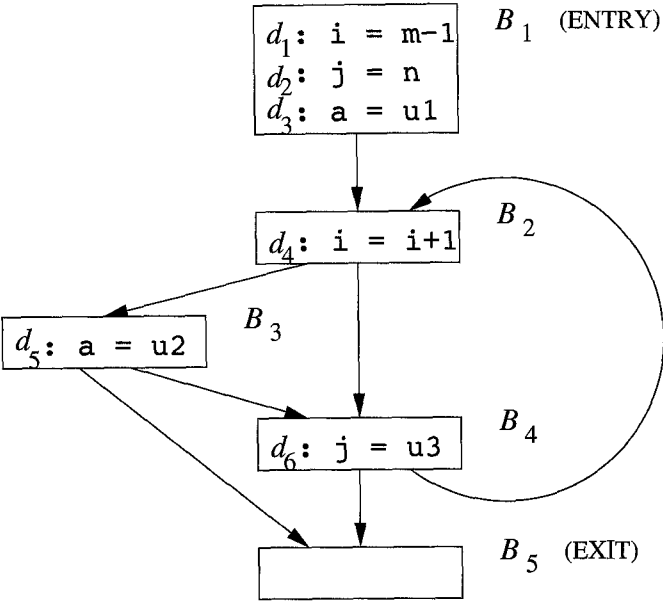 d1: i = m-1
d2: j = n
d3: a = u1
B1 (ENTRY)
d4: i = i+1
B2
d5: a = u2
B3
d6: j = u3
B4
B5 (EXIT)